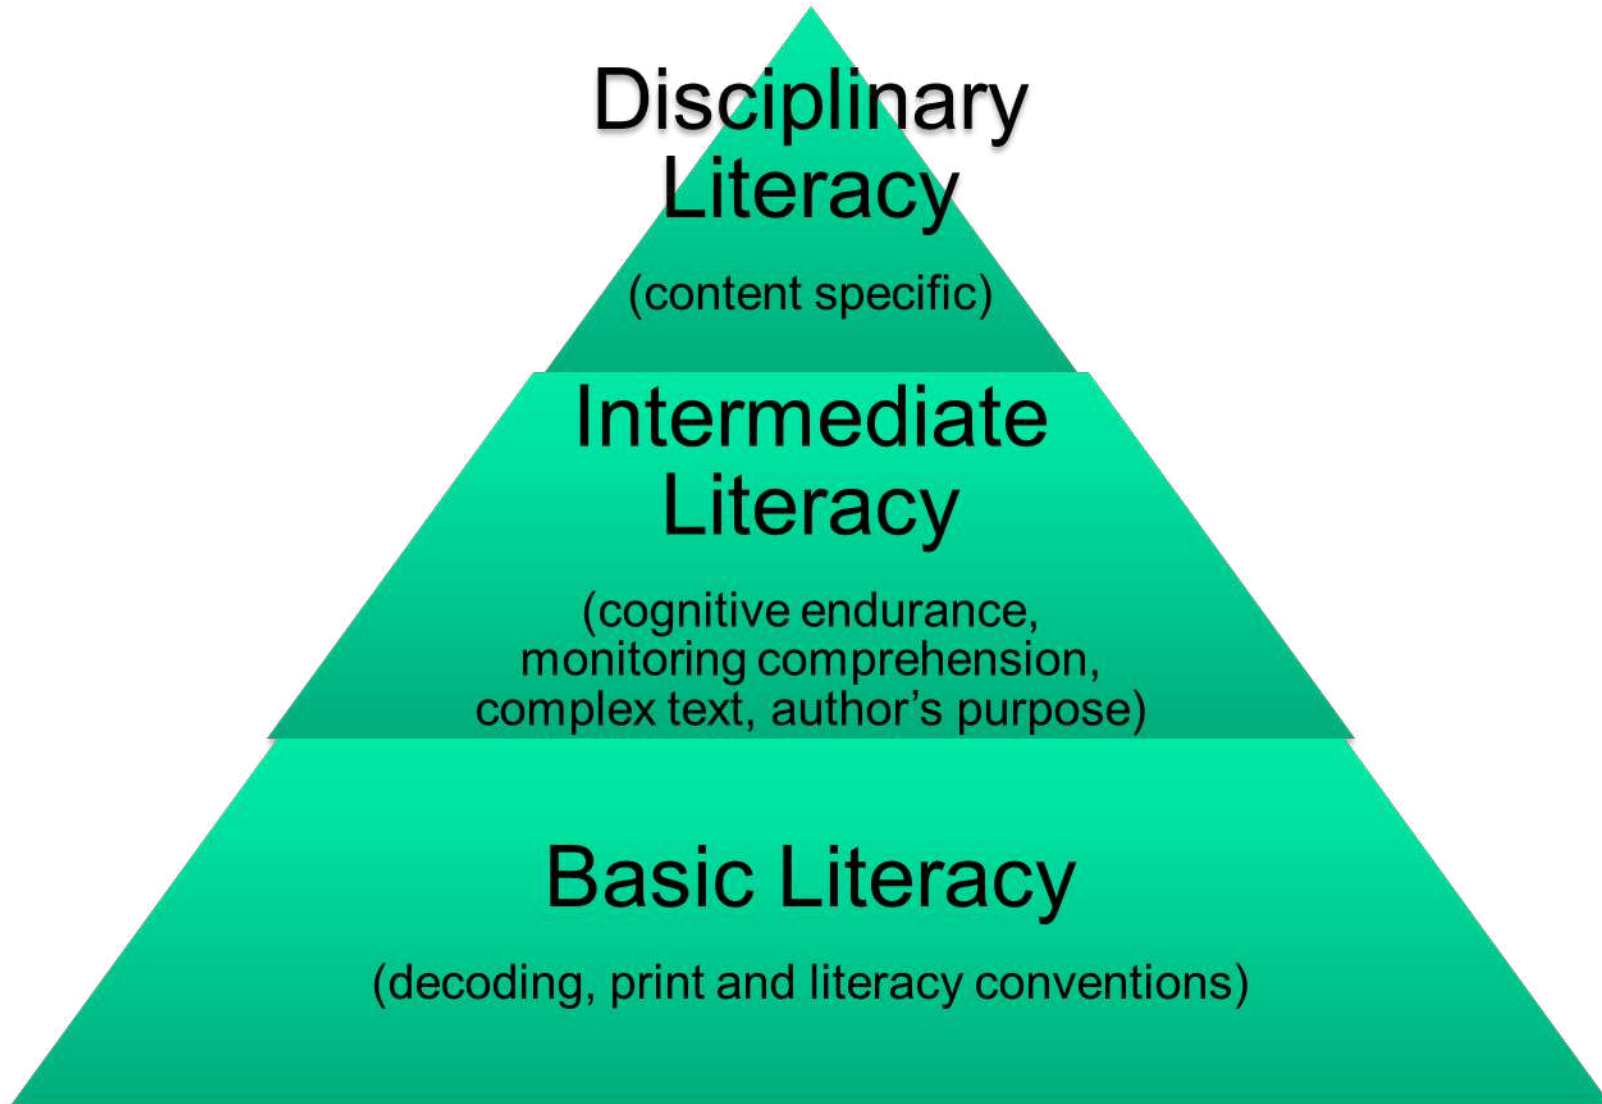 Disciplinary
Literacy
(content specific)
Intermediate
Literacy
(cognitive endurance,
monitoring comprehension,
complex text, author’s purpose)
Basic Literacy
(decoding, print and literacy conventions)